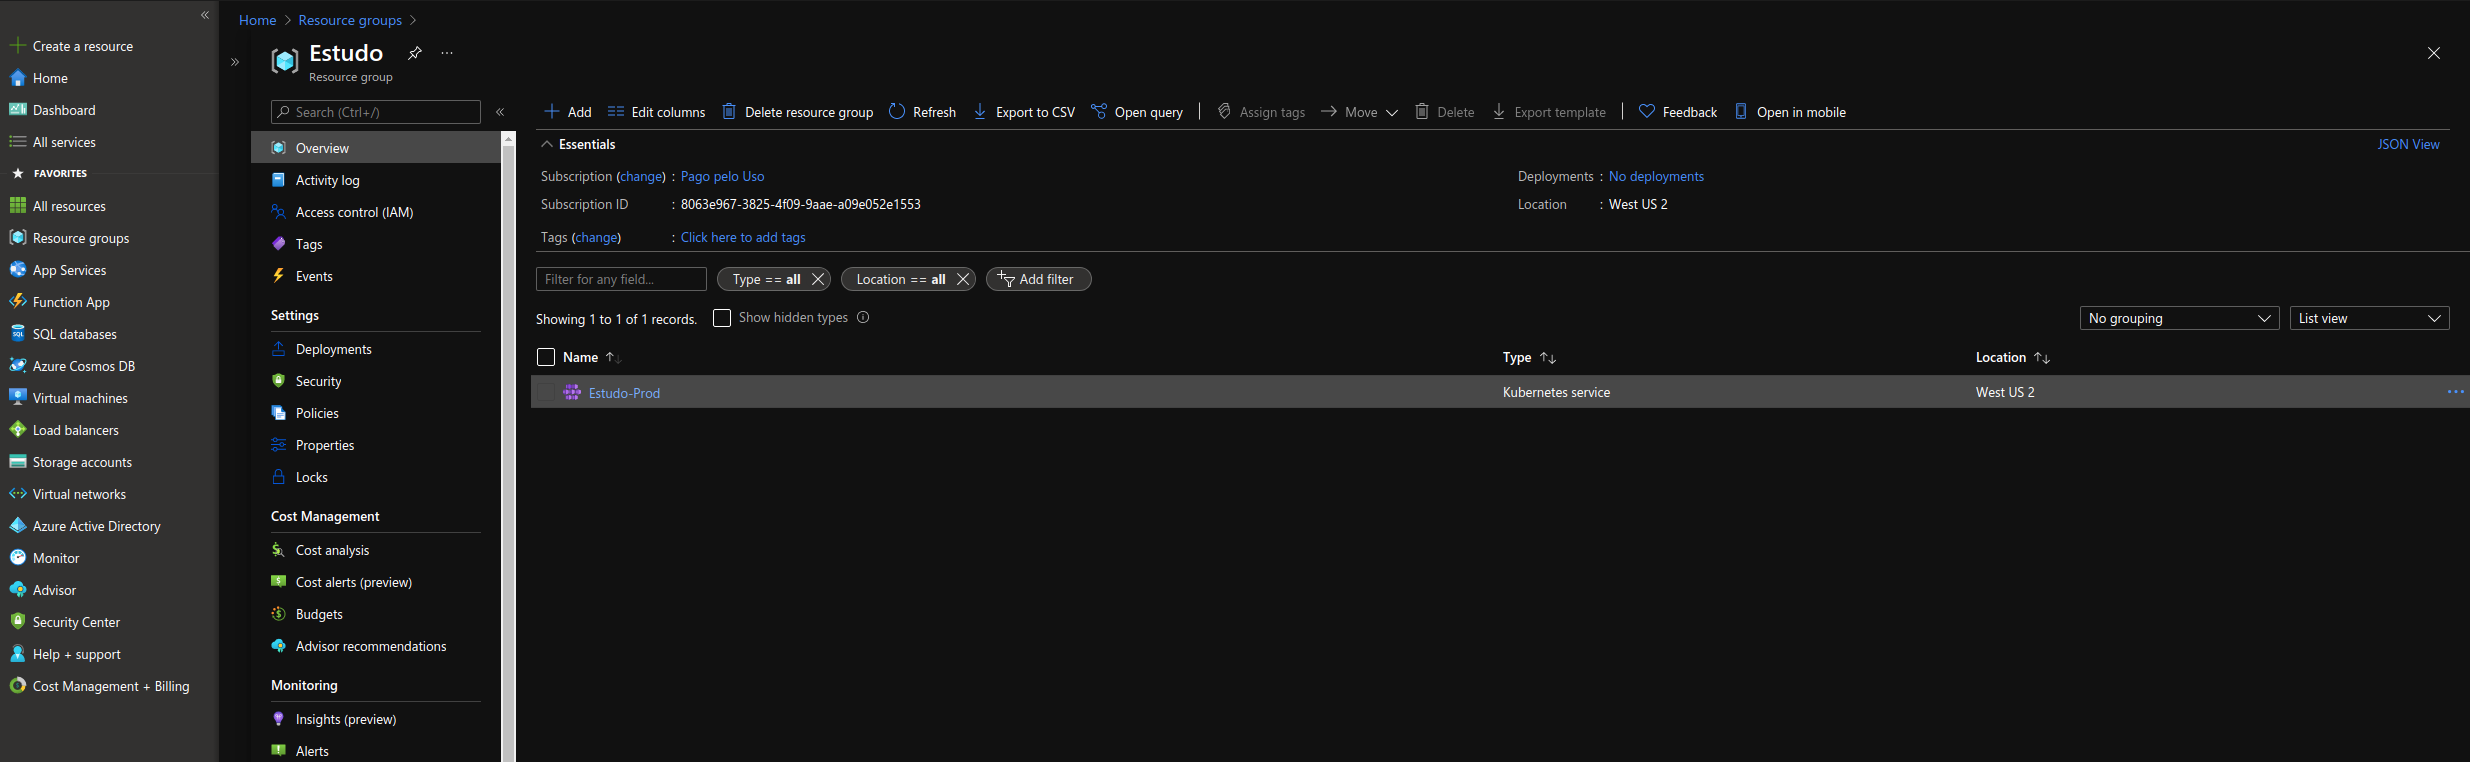 Create a resource
Home
Dashboard
All services
FAVORITES
All resources
Resource groups
App Services
Function App
SQL databases
Azure Cosmos DB
Virtual machines
Load balancers
Storage accounts
Virtual networks
Azure Active Directory
Monitor
Advisor
Security Center
Help + support
Cost Management + Billing
Home > Resource groups >
Estudo
Resource group
Search (Ctrl+/)
Overview
Activity log
Access control (IAM)
Tags
Events
Settings
Deployments
Security
Policies
Properties
Locks
Cost Management
Cost analysis
Cost alerts (preview)
Budgets
Advisor recommendations
Monitoring
Insights (preview)
Alerts
Add Edit columns Delete resource group Refresh Export to CSV Open query Assign tags Move Delete Export template Feedback Open in mobile
Essentials JSON View
Subscription (change) : Pago pelo Uso Deployments : No deployments
Subscription ID : 8063e967-3825-4f09-9aae-a09e052e1553 Location : West US 2
Tags (change) : Click here to add tags
Filter for any field... Type == all Location == all Add filter
Showing 1 to 1 of 1 records. Show hidden types No grouping List view
Name Type Location
Estudo-Prod Kubernetes service West US 2